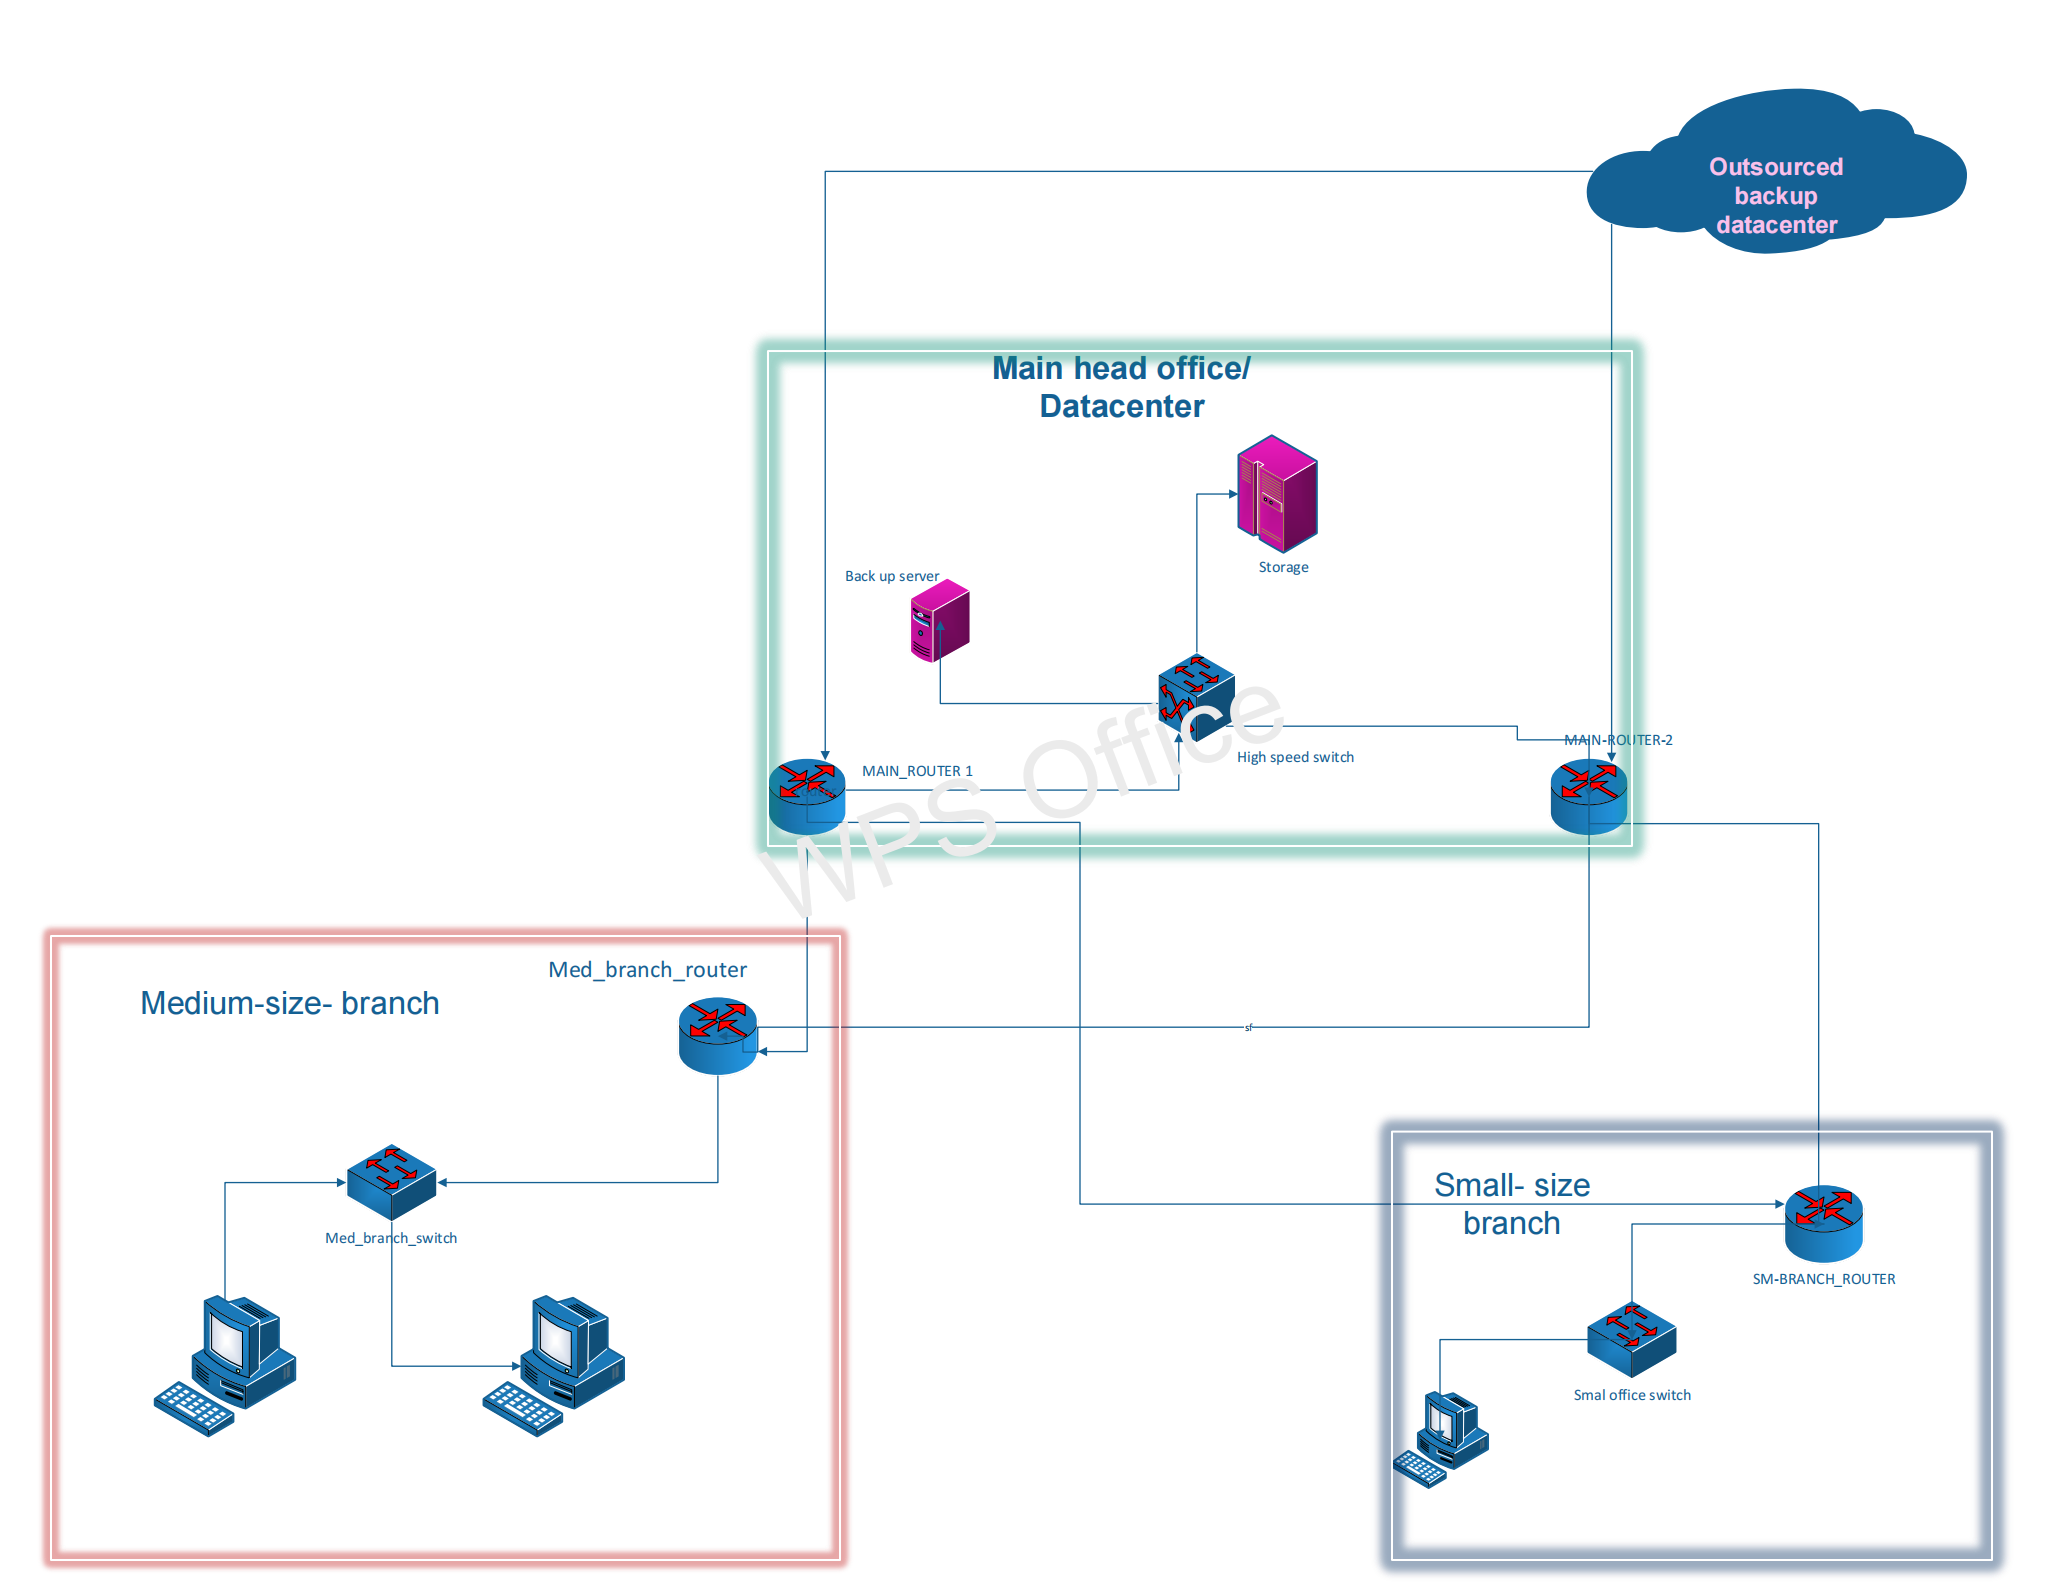 Outsourced
backup
datacenter
Main head office/
Datacenter
Storage
Back up server
High speed switch
MAIN-ROUTER-2
MAIN_ROUTER 1
WPS Office
Med_branch_router
Medium-size- branch
sf
Small- size
branch
Med_branch_switch
SM-BRANCH_ROUTER
Smal office switch